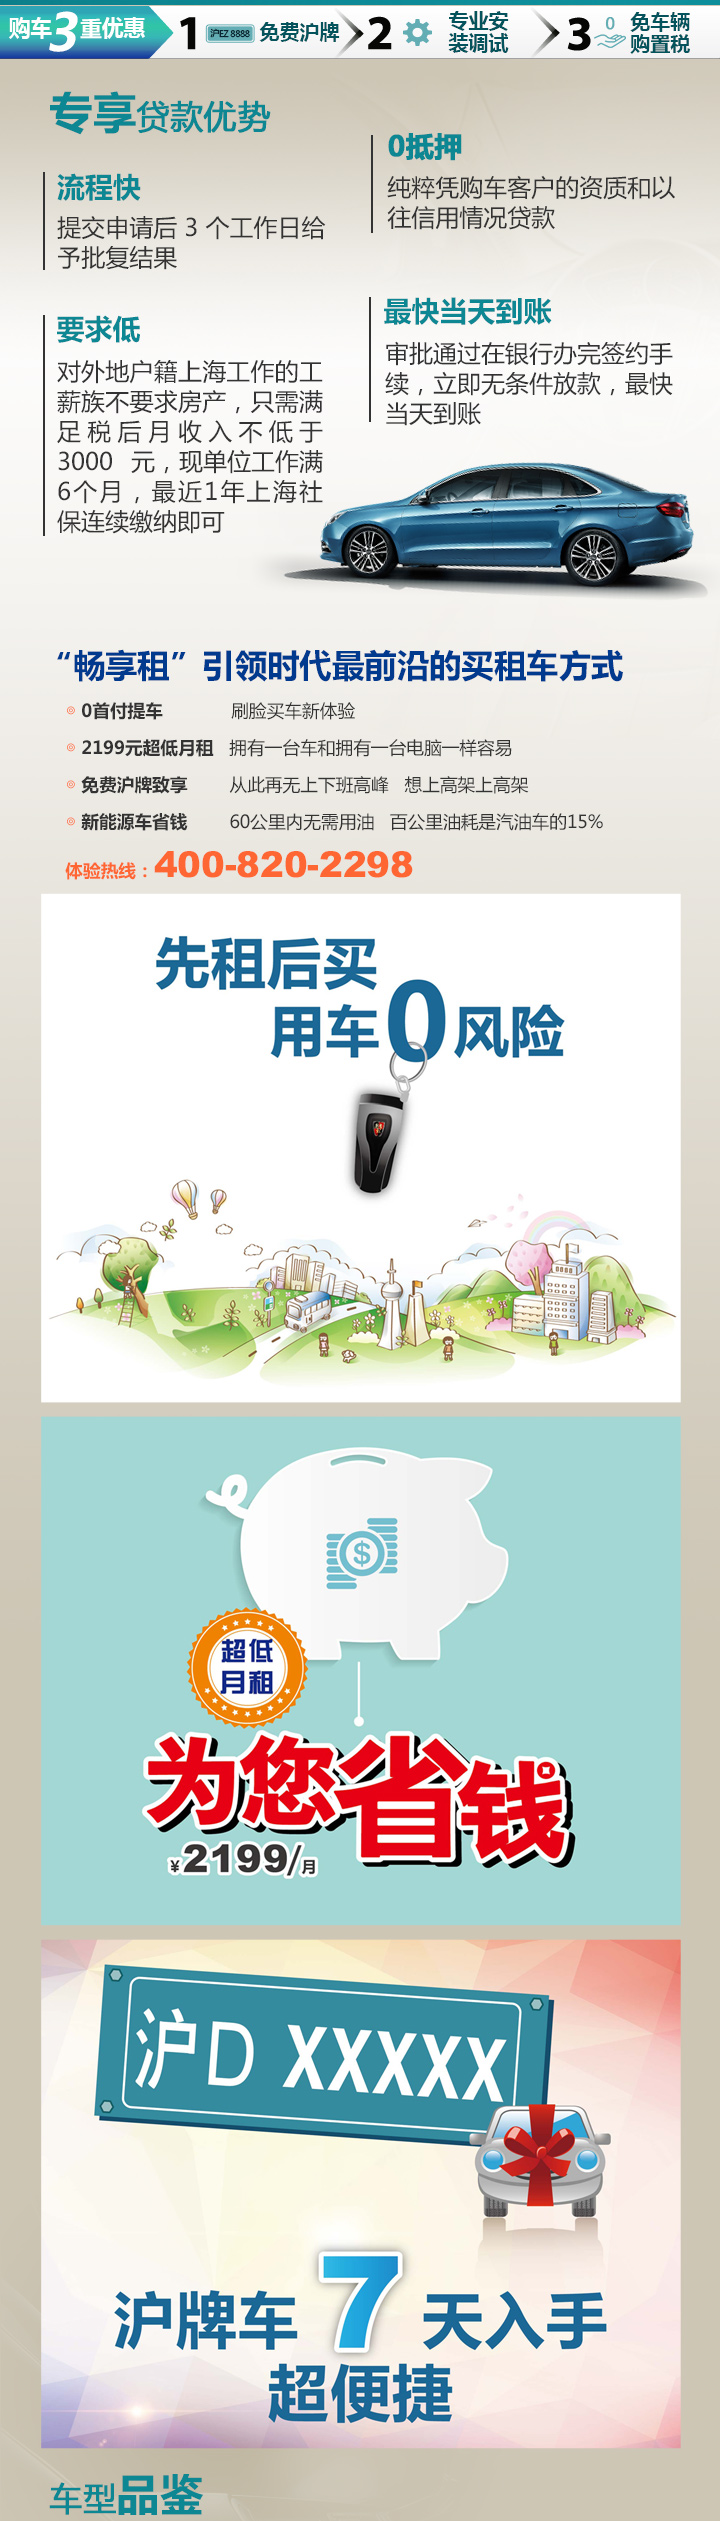 购车3重优惠
1 沪EZ 8888 免费沪牌
2 专业安
装调试
3 0 免车辆
购置税
专享贷款优势
流程快
提交申请后 3 个工作日给
予批复结果
0抵押
纯粹凭购车客户的资质和以
往信用情况贷款
要求低
对外地户籍上海工作的工
薪族不要求房产，只需满
足税后月收入不低于
3000 元，现单位工作满
6个月，最近1年上海社
保连续缴纳即可
最快当天到账
审批通过在银行办完签约手
续，立即无条件放款，最快
当天到账
“畅享租”引领时代最前沿的买租车方式
0首付提车 刷脸买车新体验
2199元超低月租 拥有一台车和拥有一台电脑一样容易
免费沪牌致享 从此再无上下班高峰 想上高架上高架
新能源车省钱 60公里内无需用油 百公里油耗是汽油车的15%
体验热线：400-820-2298
先租后买
用车0风险
$
超低
月租
为您省钱
¥2199/月
沪D XXXXX
沪牌车7天入手
超便捷
车型品鉴